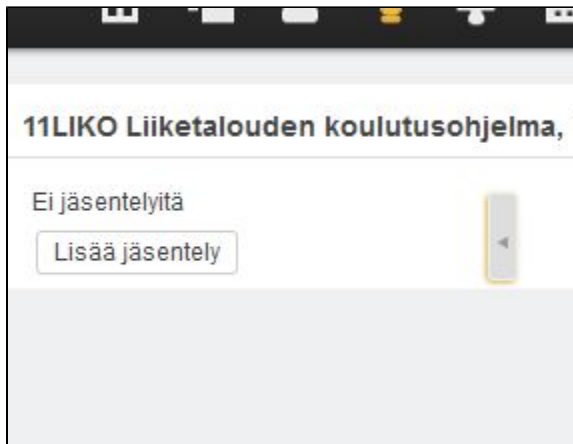 11LIKO Liiketalouden koulutusohjelma,
Ei jäsentelyitä
Lisää jäsentely